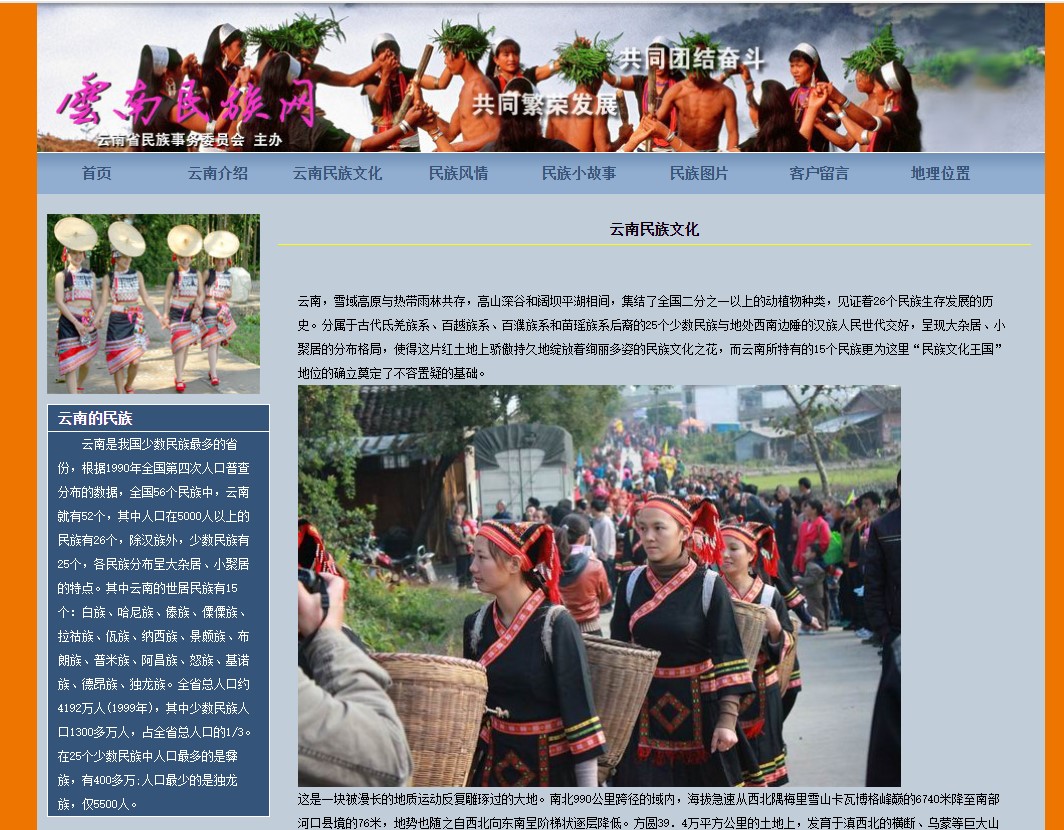 共同团结奋斗
共同繁荣发展
雲南民族网
云南省民族事务委员会 主办
首页 云南介绍 云南民族文化 民族风情 民族小故事 民族图片 客户留言 地理位置
云南的民族
云南是我国少数民族最多的省
份，根据1990年全国第四次人口普查
分布的数据，全国56个民族中，云南
就有52个，其中人口在5000人以上的
民族有26个，除汉族外，少数民族有
25个，各民族分布呈大杂居、小聚居
的特点。其中云南的世居民族有15
个：白族、哈尼族、傣族、傈僳族、
拉祜族、佤族、纳西族、景颇族、布
朗族、普米族、阿昌族、怒族、基诺
族、德昂族、独龙族。全省总人口约
4192万人(1999年)，其中少数民族人
口1300多万人，占全省总人口的1/3。
在25个少数民族中人口最多的是彝
族，有400多万;人口最少的是独龙
族，仅5500人。
云南民族文化
云南，雪域高原与热带雨林共存，高山深谷和阔坝平湖相间，集结了全国二分之一以上的动植物种类，见证着26个民族生存发展的历
史。分属于古代氐羌族系、百越族系、百濮族系和苗瑶族系后裔的25个少数民族与地处西南边陲的汉族人民世代交好，呈现大杂居、小
聚居的分布格局，使得这片红土地上骄傲持久地绽放着绚丽多姿的民族文化之花，而云南所特有的15个民族更为这里“民族文化王国”
地位的确立奠定了不容置疑的基础。
这是一块被漫长的地质运动反复雕琢过的大地。南北990公里跨径的域内，海拔急速从西北隅梅里雪山卡瓦博格峰巅的6740米降至南部
河口县境的76米，地势也随之自西北向东南呈阶梯状逐层降低。方圆39．4万平方公里的土地上，发育于滇西北的横断、乌蒙等巨大山